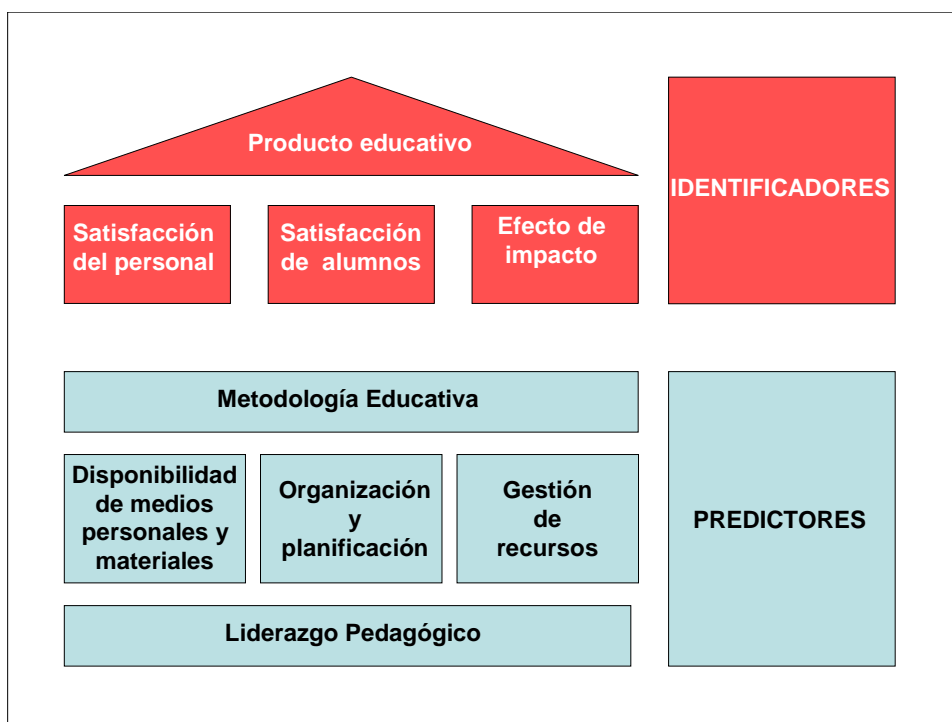 Producto educativo
IDENTIFICADORES
Satisfacción
del personal
Satisfacción
de alumnos
Efecto de
impacto
Metodología Educativa
Disponibilidad
de medios
personales y
materiales
Organización
y
planificación
Gestión
de
recursos
PREDICTORES
Liderazgo Pedagógico